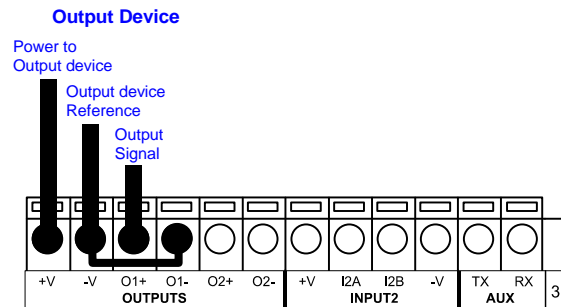 Output Device
Power to
Output device
Output device
Reference
Output
Signal
+V -V O1+ O1- O2+ O2- +V I2A I2B -V TX RX
OUTPUTS INPUT2 AUX 3